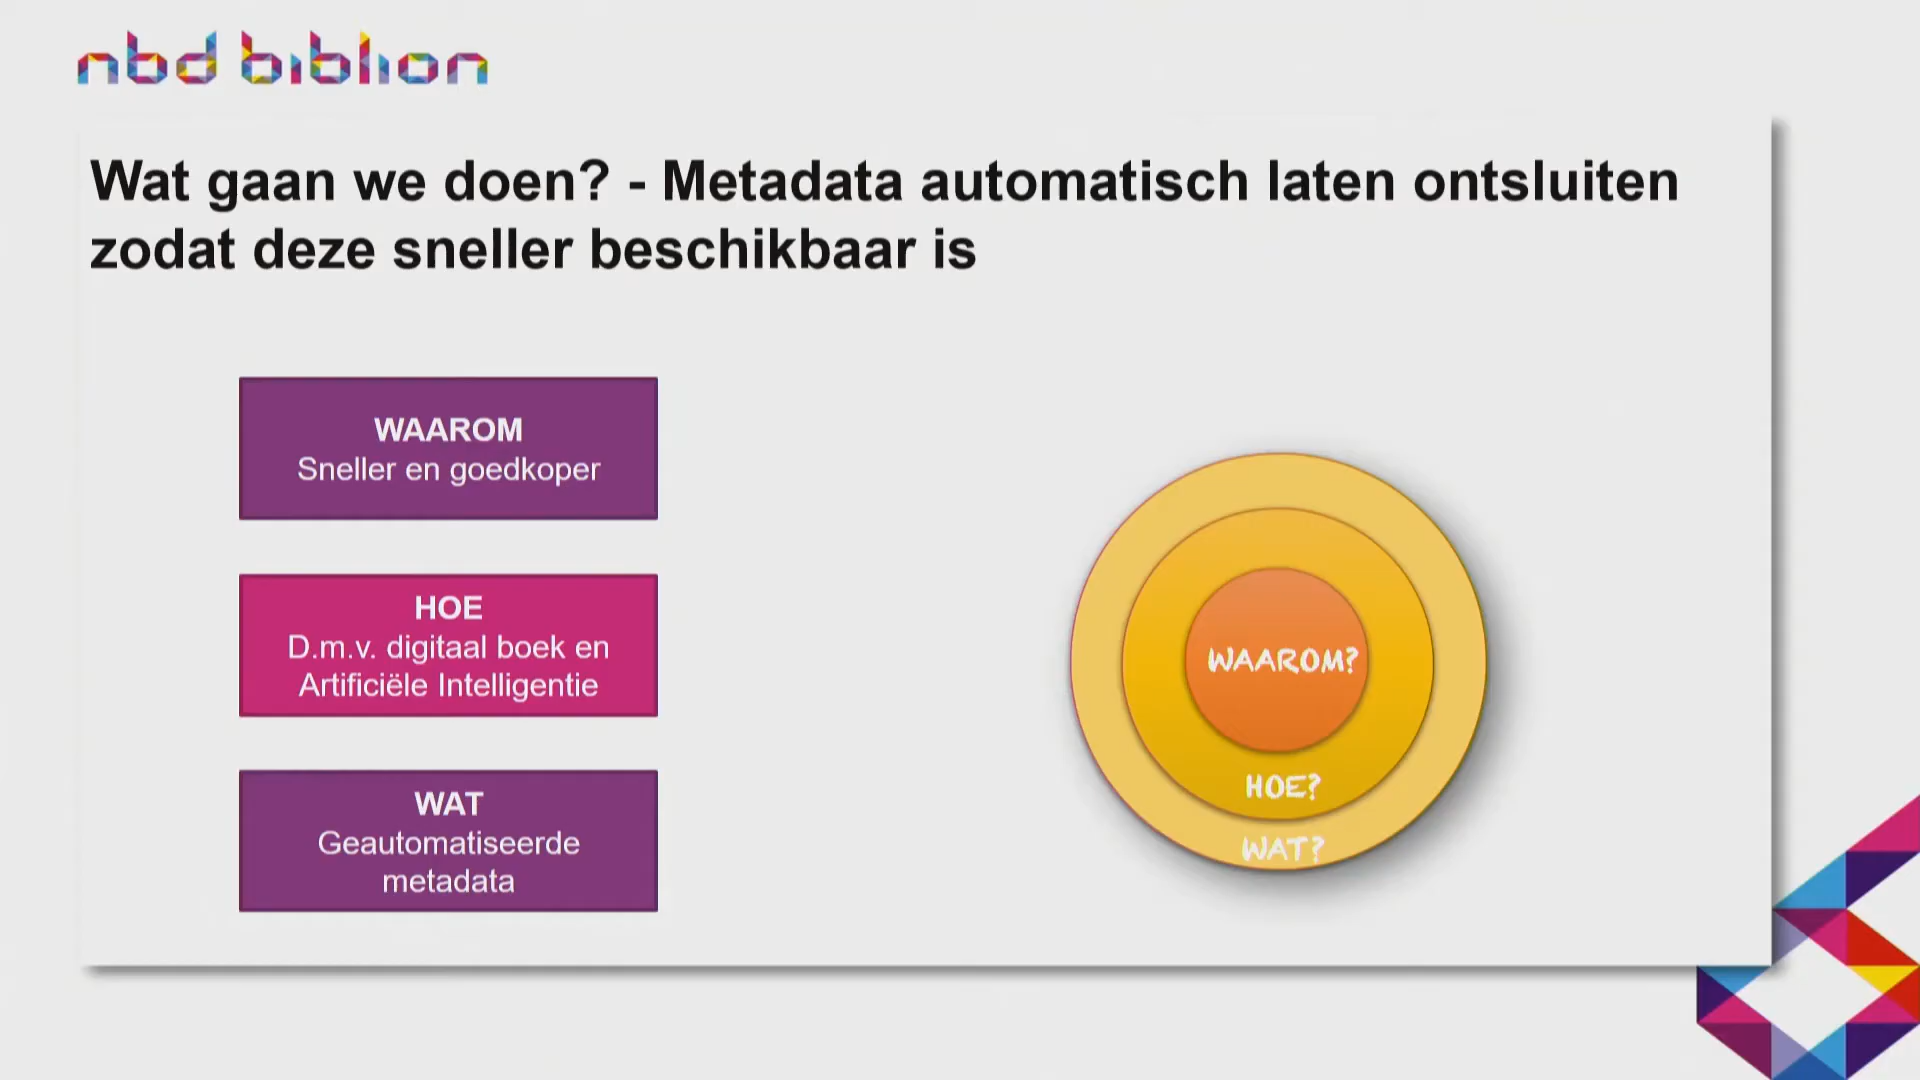 nbd biblion
Wat gaan we doen? - Metadata automatisch laten ontsluiten
zodat deze sneller beschikbaar is
WAAROM
Sneller en goedkoper
HOE
D.m.v. digitaal boek en
Artificiële Intelligentie
WAT
Geautomatiseerde
metadata
WAAROM?
HOE?
WAT?